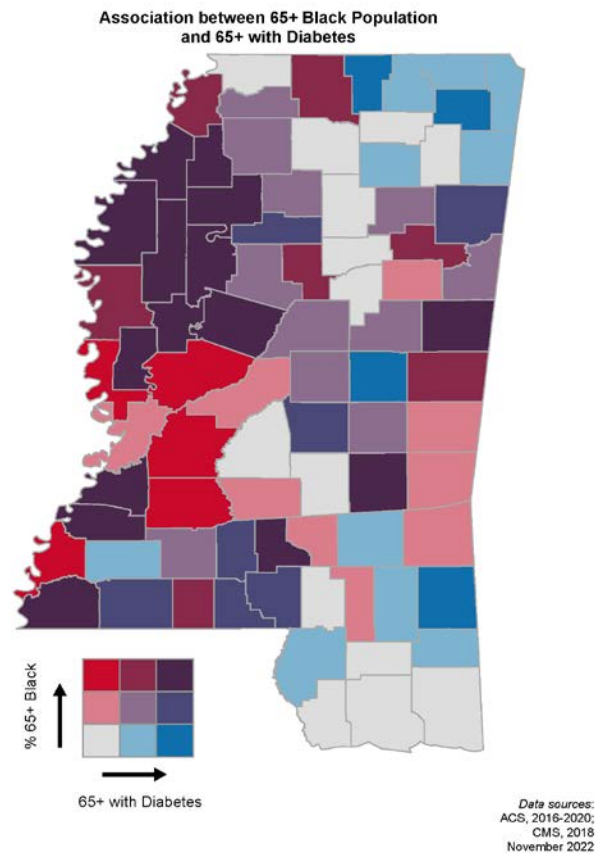 Association between 65+ Black Population
and 65+ with Diabetes
% 65+ Black
65+ with Diabetes
Data sources:
ACS, 2016-2020;
CMS, 2018
November 2022